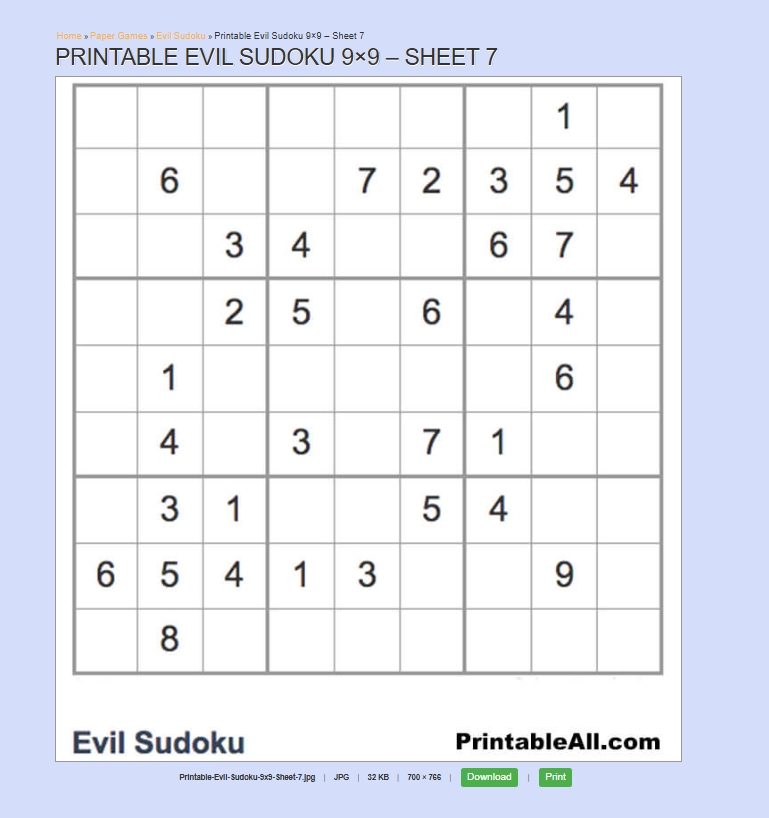 Home » Paper Games » Evil Sudoku » Printable Evil Sudoku 9×9 – Sheet 7
PRINTABLE EVIL SUDOKU 9×9 – SHEET 7
1
6 7 2 3 5 4
3 4 6 7
2 5 6 4
1 6
4 3 7 1
3 1 5 4
6 5 4 1 3 9
8
Evil Sudoku PrintableAll.com
Printable-Evil-Sudoku-9x9-Sheet-7.jpg | JPG | 32 KB | 700 × 766 | Download | Print